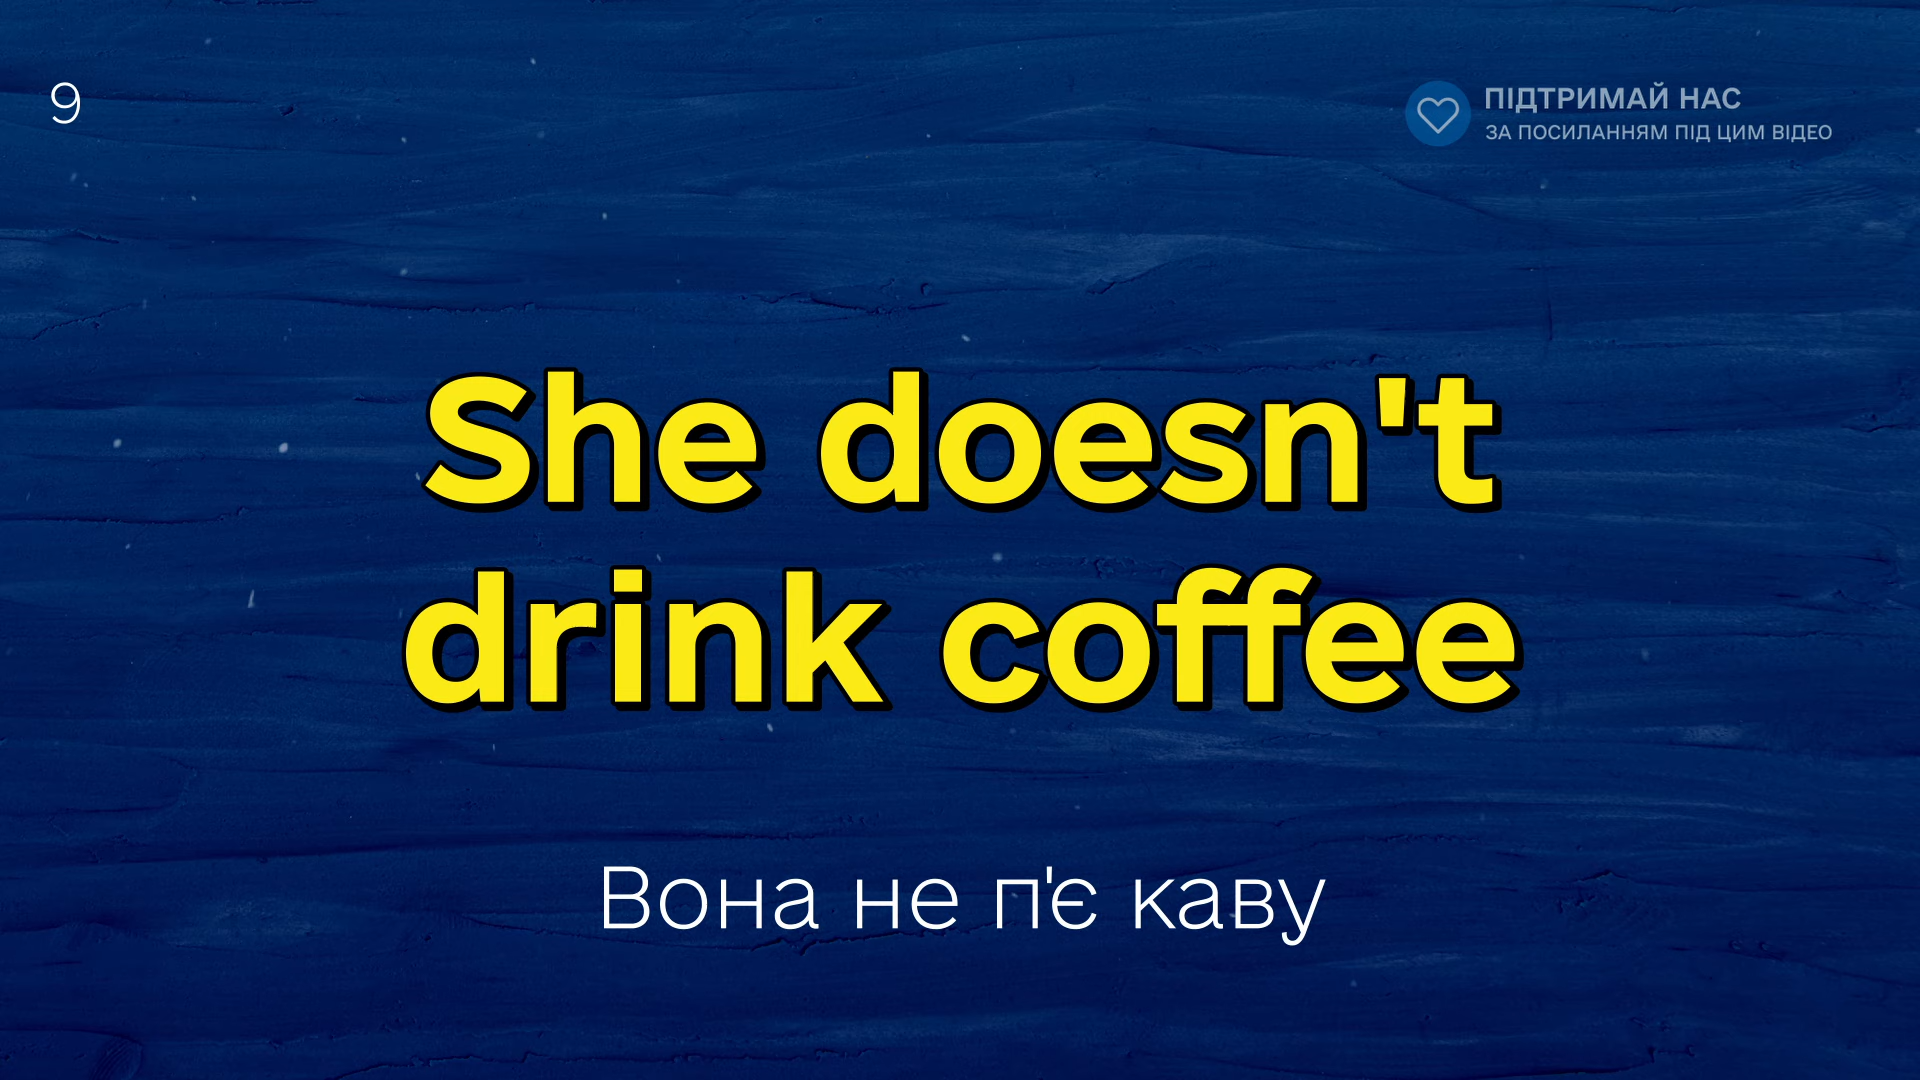 9
ПІДТРИМАЙ НАС
ЗА ПОСИЛАННЯМ ПІД ЦИМ ВІДЕО
She doesn't
drink coffee
Вона не п'є каву